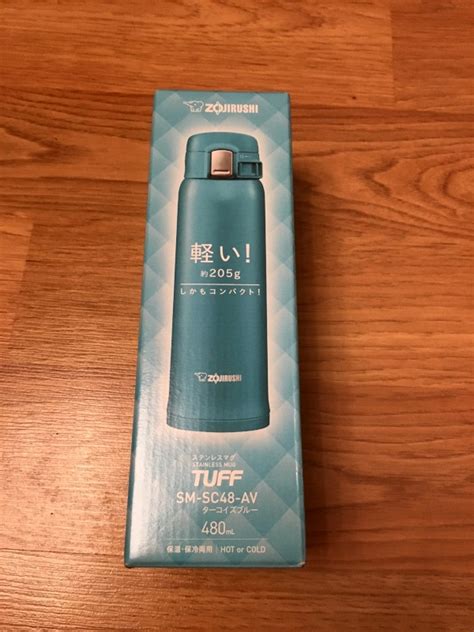 ZOJIRUSHI
軽い!
約205g
しかもコンパクト!
ZOJIRUSHI
ステンレスマグ
STAINLESS MUG
TUFF
SM-SC48-AV
ターコイズブルー
480mL
保温・保冷両用 | HOT or COLD